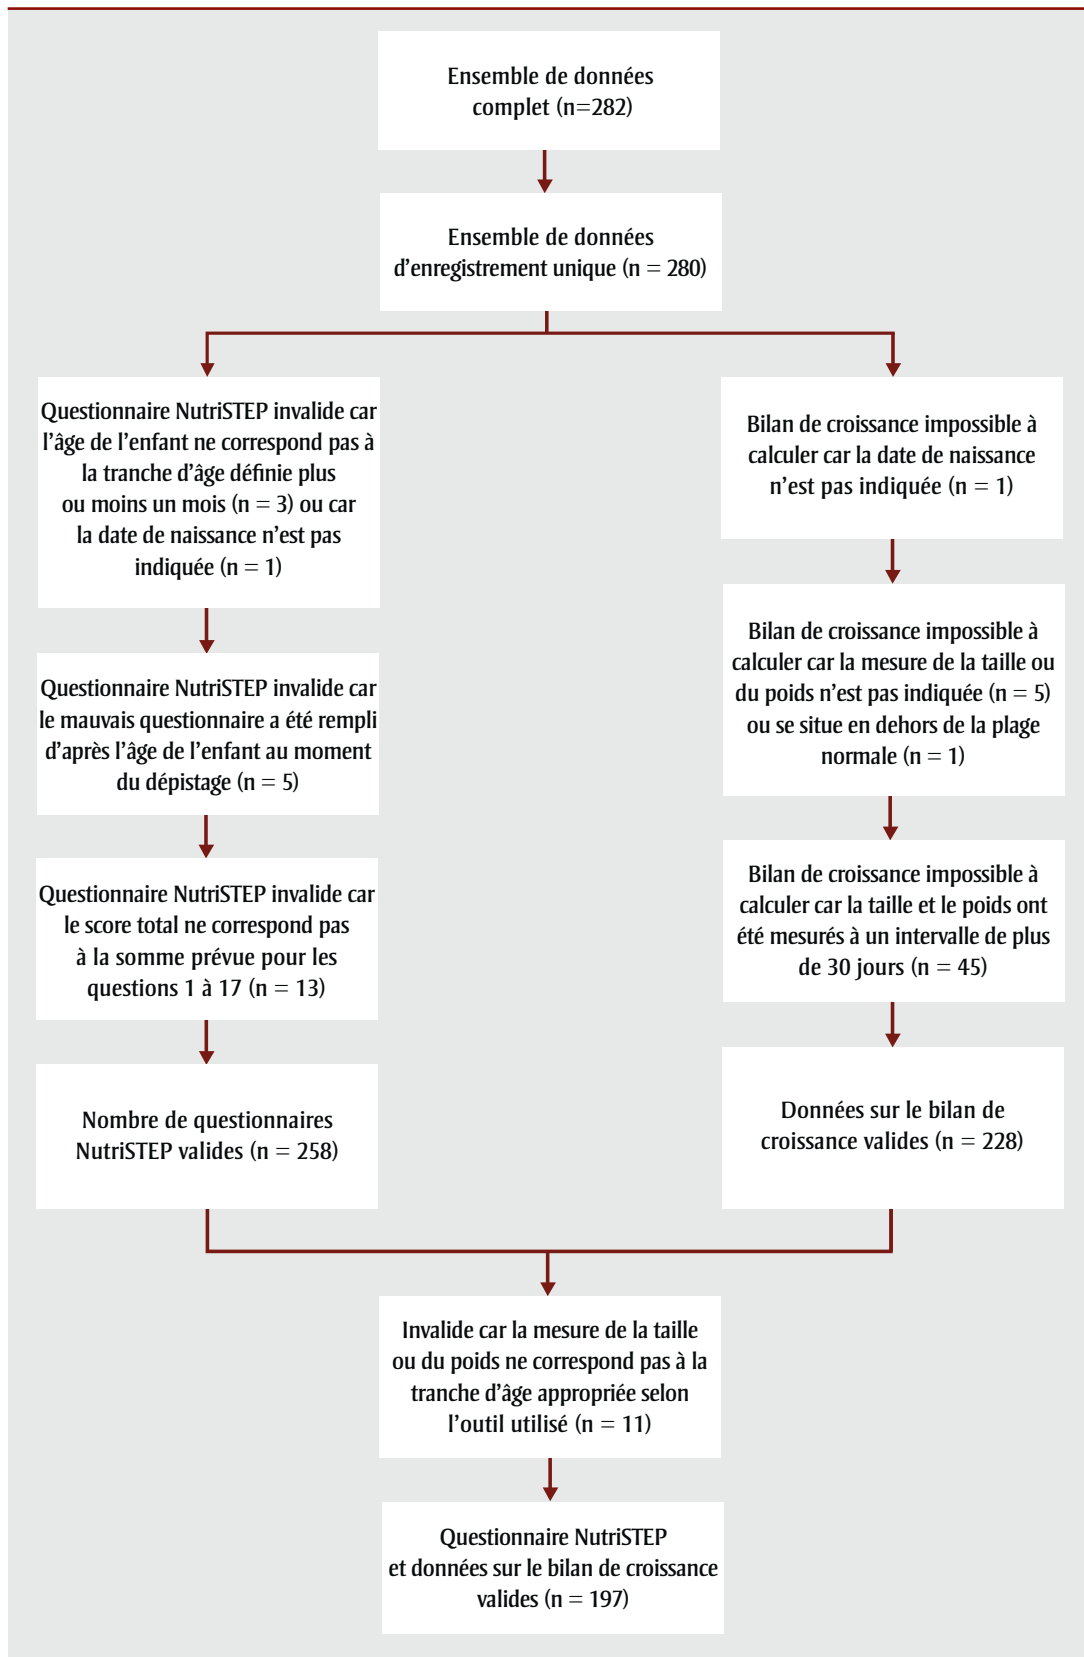 Ensemble de données
complet (n=282)
Ensemble de données
d’enregistrement unique (n = 280)
Questionnaire NutriSTEP invalide car
l’âge de l’enfant ne correspond pas à
la tranche d’âge définie plus
ou moins un mois (n = 3) ou car
la date de naissance n’est pas
indiquée (n = 1)
Questionnaire NutriSTEP invalide car
le mauvais questionnaire a été rempli
d’après l’âge de l’enfant au moment
du dépistage (n = 5)
Questionnaire NutriSTEP invalide car
le score total ne correspond pas
à la somme prévue pour les
questions 1 à 17 (n = 13)
Nombre de questionnaires
NutriSTEP valides (n = 258)
Bilan de croissance impossible à
calculer car la date de naissance
n’est pas indiquée (n = 1)
Bilan de croissance impossible à
calculer car la mesure de la taille ou
du poids n’est pas indiquée (n = 5)
ou se situe en dehors de la plage
normale (n = 1)
Bilan de croissance impossible à
calculer car la taille et le poids ont
été mesurés à un intervalle de plus
de 30 jours (n = 45)
Données sur le bilan de
croissance valides (n = 228)
Invalide car la mesure de la taille
ou du poids ne correspond pas à la
tranche d’âge appropriée selon
l’outil utilisé (n = 11)
Questionnaire NutriSTEP
et données sur le bilan de croissance
valides (n = 197)